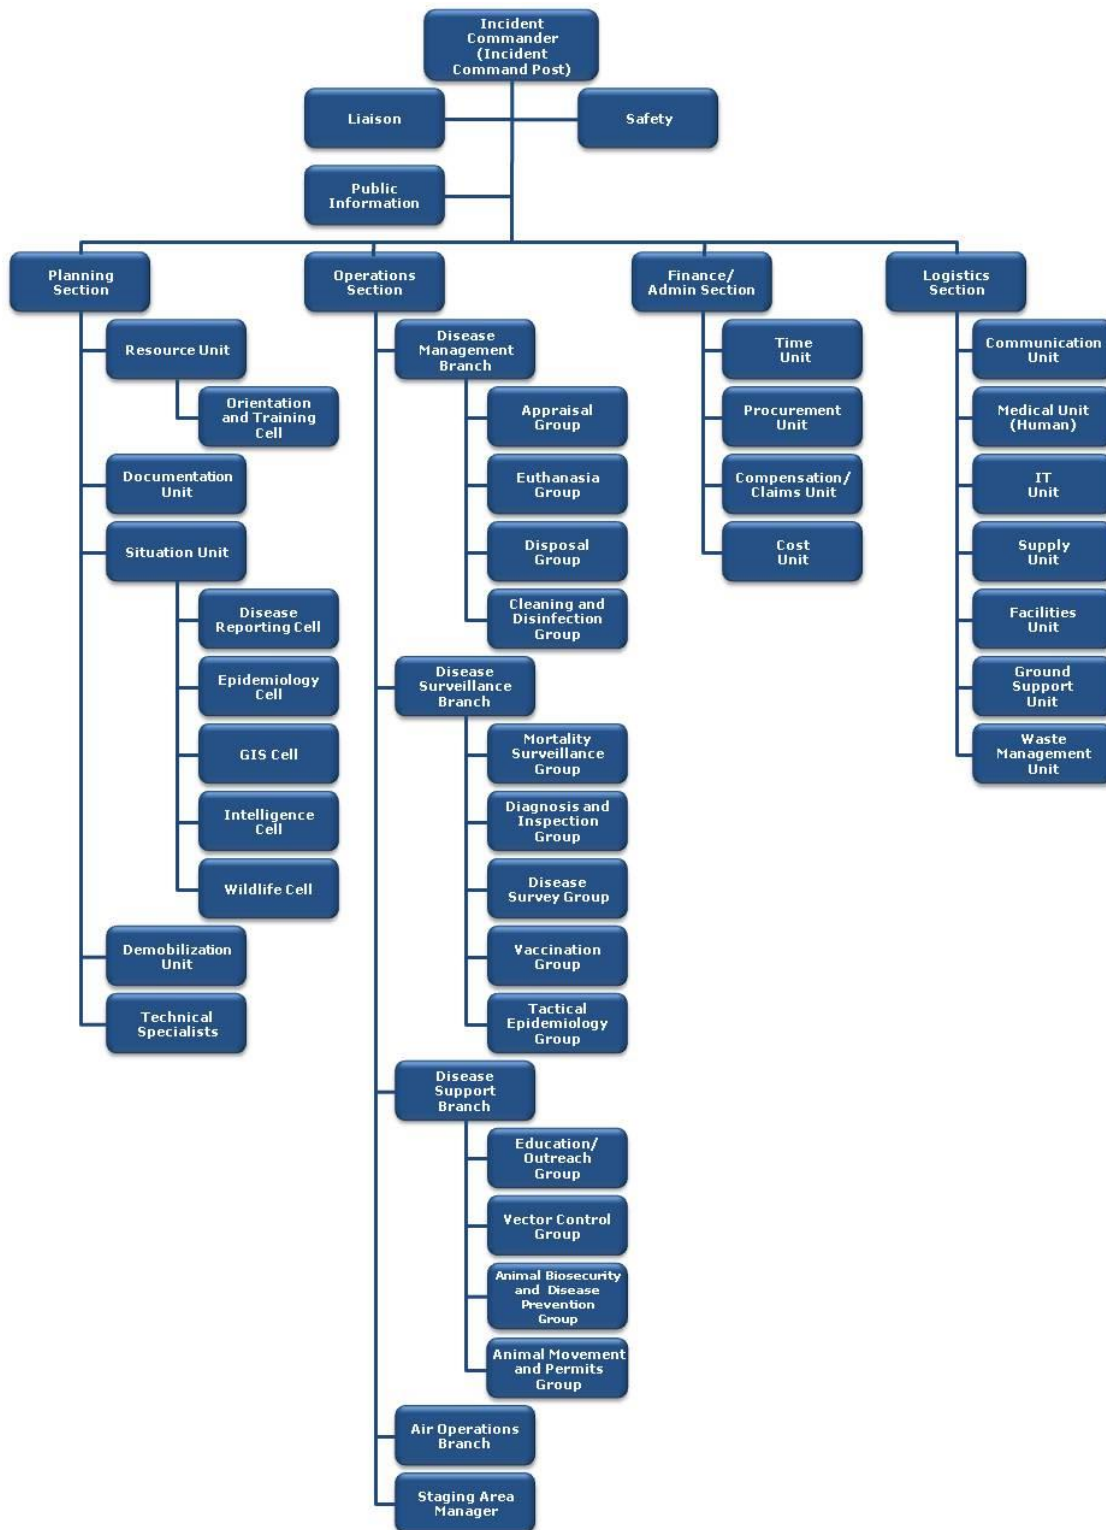 Incident
Commander
(Incident
Command Post)
Liaison
Safety
Public
Information
Planning
Section
Operations
Section
Finance/
Admin Section
Logistics
Section
Resource Unit
Orientation
and Training
Cell
Documentation
Unit
Situation Unit
Disease
Reporting Cell
Epidemiology
Cell
GIS Cell
Intelligence
Cell
Wildlife Cell
Demobilization
Unit
Technical
Specialists
Disease
Management
Branch
Appraisal
Group
Euthanasia
Group
Disposal
Group
Cleaning and
Disinfection
Group
Disease
Surveillance
Branch
Mortality
Surveillance
Group
Diagnosis and
Inspection
Group
Disease
Survey Group
Vaccination
Group
Tactical
Epidemiology
Group
Disease
Support
Branch
Education/
Outreach
Group
Vector Control
Group
Animal Biosecurity
and Disease
Prevention
Group
Animal Movement
and Permits
Group
Air Operations
Branch
Staging Area
Manager
Time
Unit
Procurement
Unit
Compensation/
Claims Unit
Cost
Unit
Communication
Unit
Medical Unit
(Human)
IT
Unit
Supply
Unit
Facilities
Unit
Ground
Support
Unit
Waste
Management
Unit